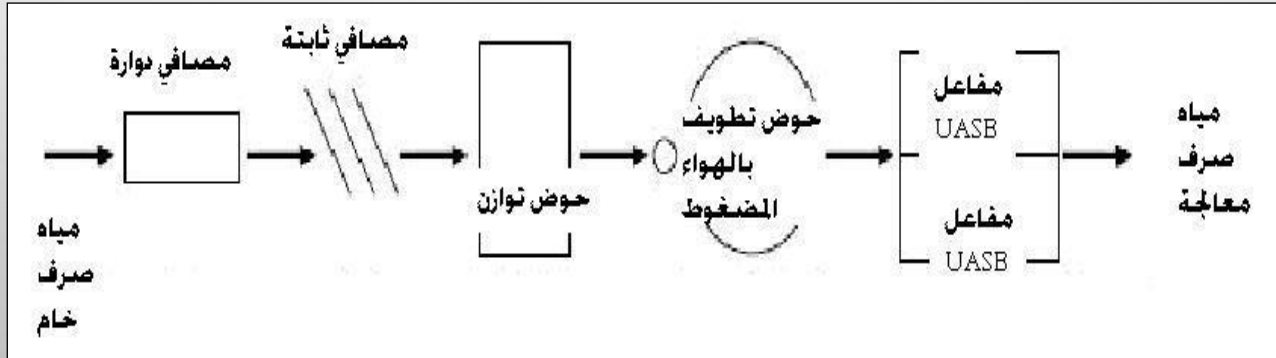 مياه
صرف
خام
مصافي دوارة
مصافي ثابتة
حوض توازن
حوض تطويف
بالهواء
المضغوط
مفاعل
UASB
مفاعل
UASB
مياه
صرف
معالجة